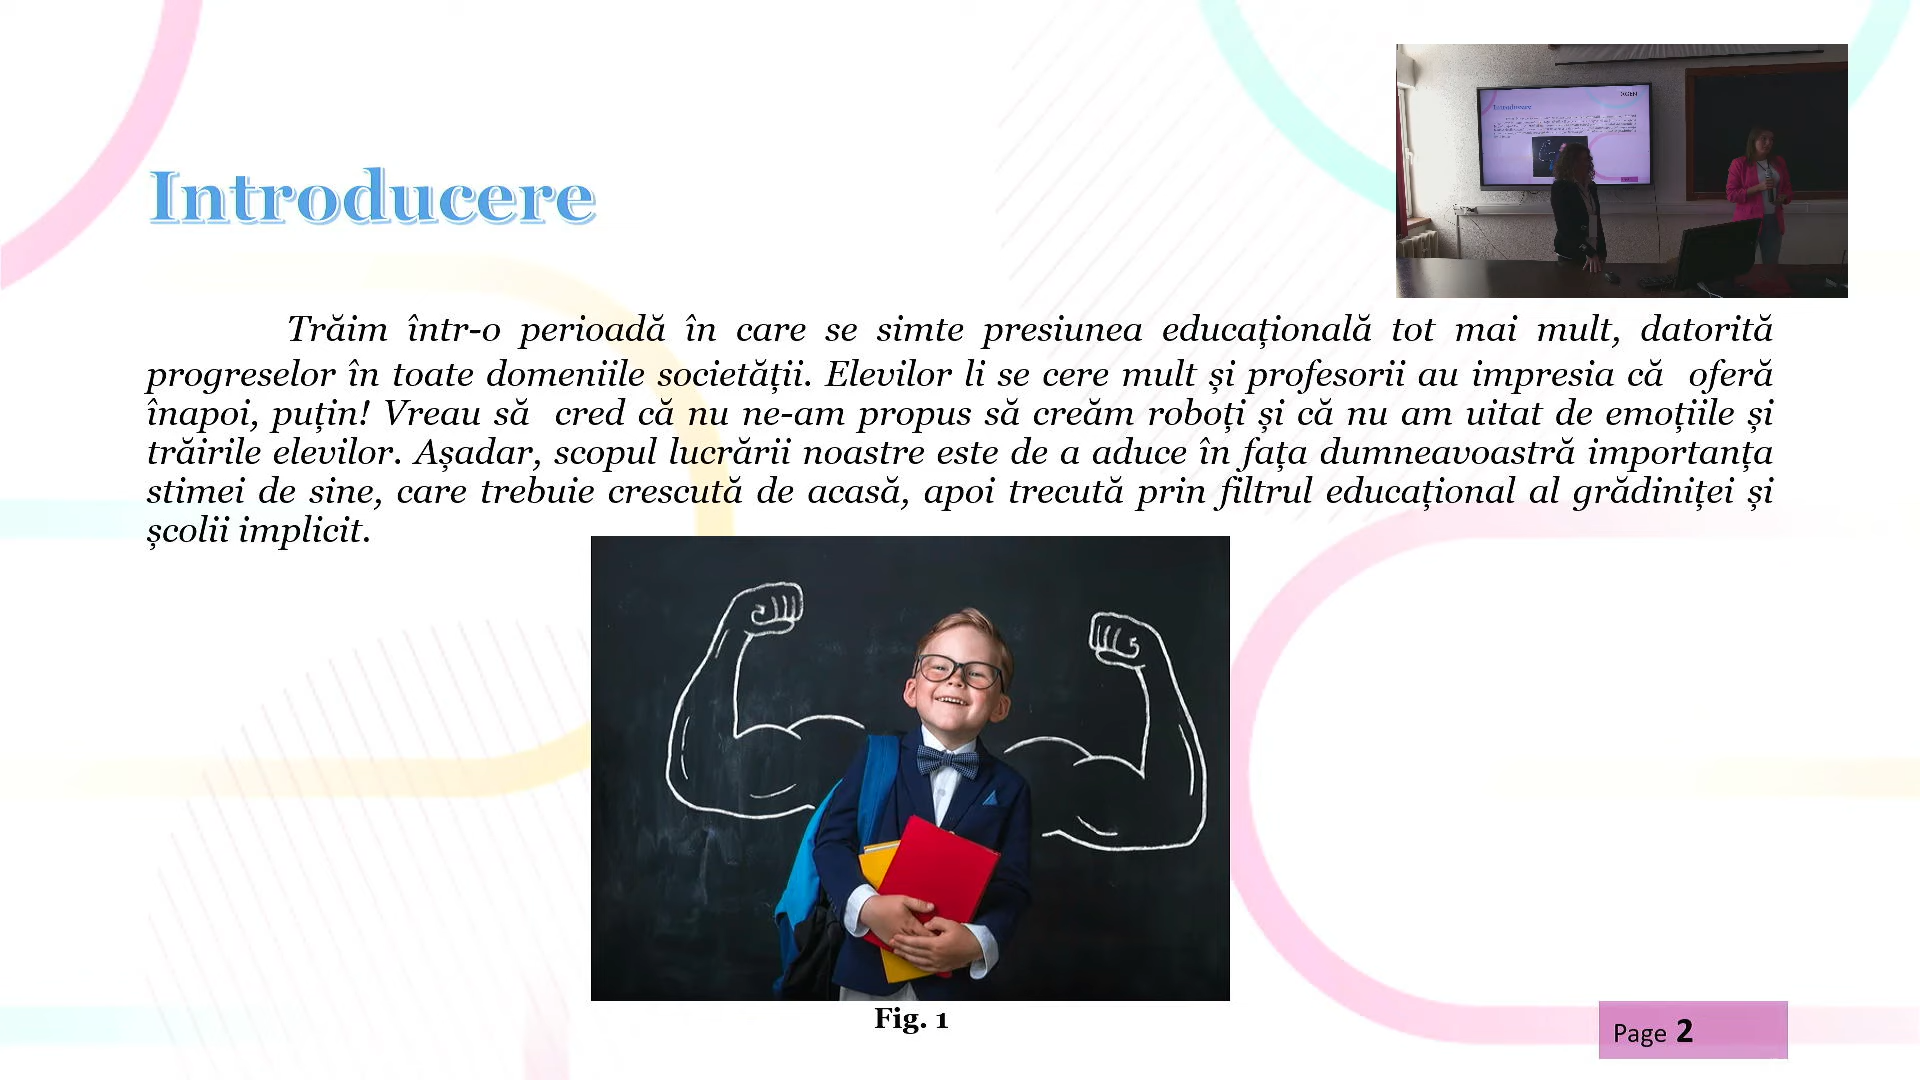 Introducere
Trăim într-o perioadă în care se simte presiunea educațională tot mai mult, datorită
progreselor în toate domeniile societății. Elevilor li se cere mult și profesorii au impresia că oferă
înapoi, puțin! Vreau să cred că nu ne-am propus să creăm roboți și că nu am uitat de emoțiile și
trăirile elevilor. Așadar, scopul lucrării noastre este de a aduce în fața dumneavoastră importanța
stimei de sine, care trebuie crescută de acasă, apoi trecută prin filtrul educațional al grădiniței și
școlii implicit.
Fig. 1
Page 2
Introducere